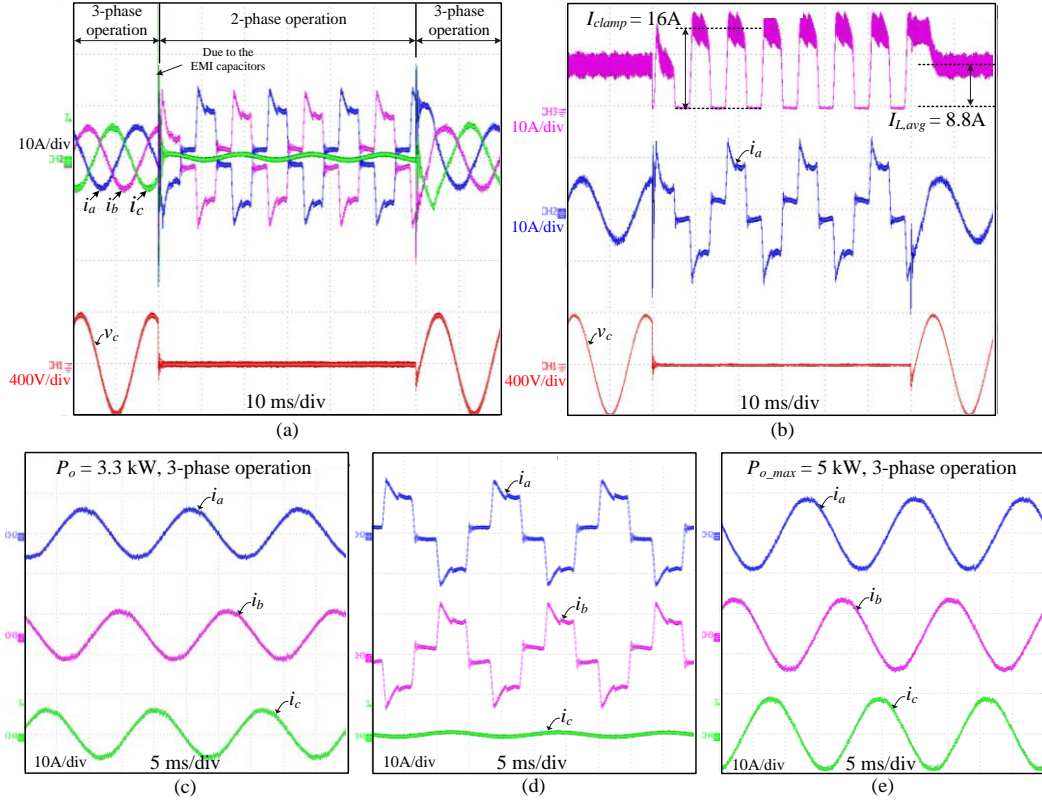 3-phase
operation
2-phase operation
3-phase
operation
Due to the
EMI capacitors
10A/div
i_a
i_b
i_c
v_c
400V/div
10 ms/div
(a)
I_clamp = 16A
10A/div
I_L,avg = 8.8A
i_a
10A/div
v_c
400V/div
10 ms/div
(b)
P_o = 3.3 kW, 3-phase operation
i_a
i_b
i_c
10A/div
5 ms/div
(c)
i_a
i_b
i_c
10A/div
5 ms/div
(d)
P_o_max = 5 kW, 3-phase operation
i_a
i_b
i_c
10A/div
5 ms/div
(e)